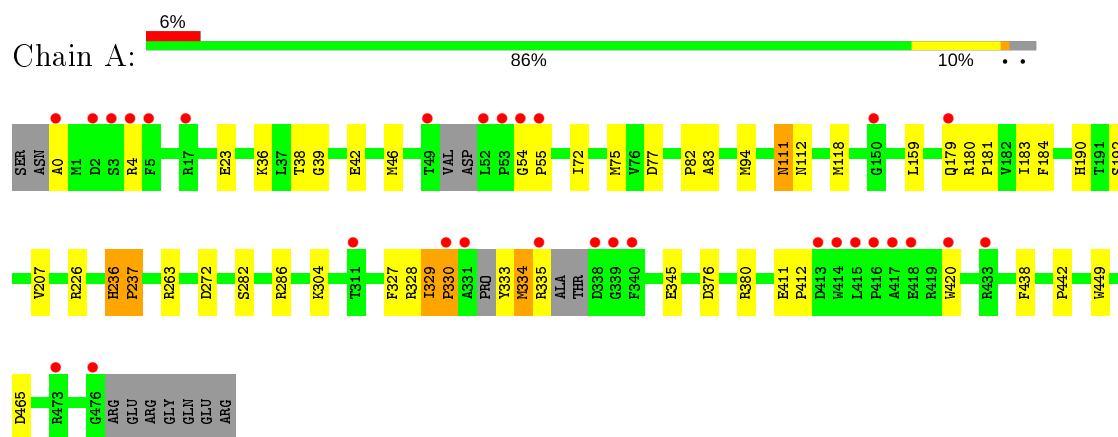 6%
Chain A:
86% 10% • •
SER ASN A0 M1 D2 S3 R4 F5 R17 E23 K36 L37 T38 G39 E42 M46 T49 VAL ASP L52 P53 G54 P55 I72 M75 V76 D77 P82 A83 M94 N111 N112 M118 G150 L159 Q179 R180 P181 V182 I183 F184 H190 T191 S192
V207 R226 H236 P237 R263 D272 S282 R286 K304 T311 F327 R328 I329 P330 A331 PRO Y333 M334 R335 ALA THR D338 G339 F340 E345 D376 R380 E411 P412 D413 W414 L415 P416 A417 E418 R419 W420 R433 F438 P442 W449
D465 R473 G476 ARG GLU ARG GLY GLN GLU ARG